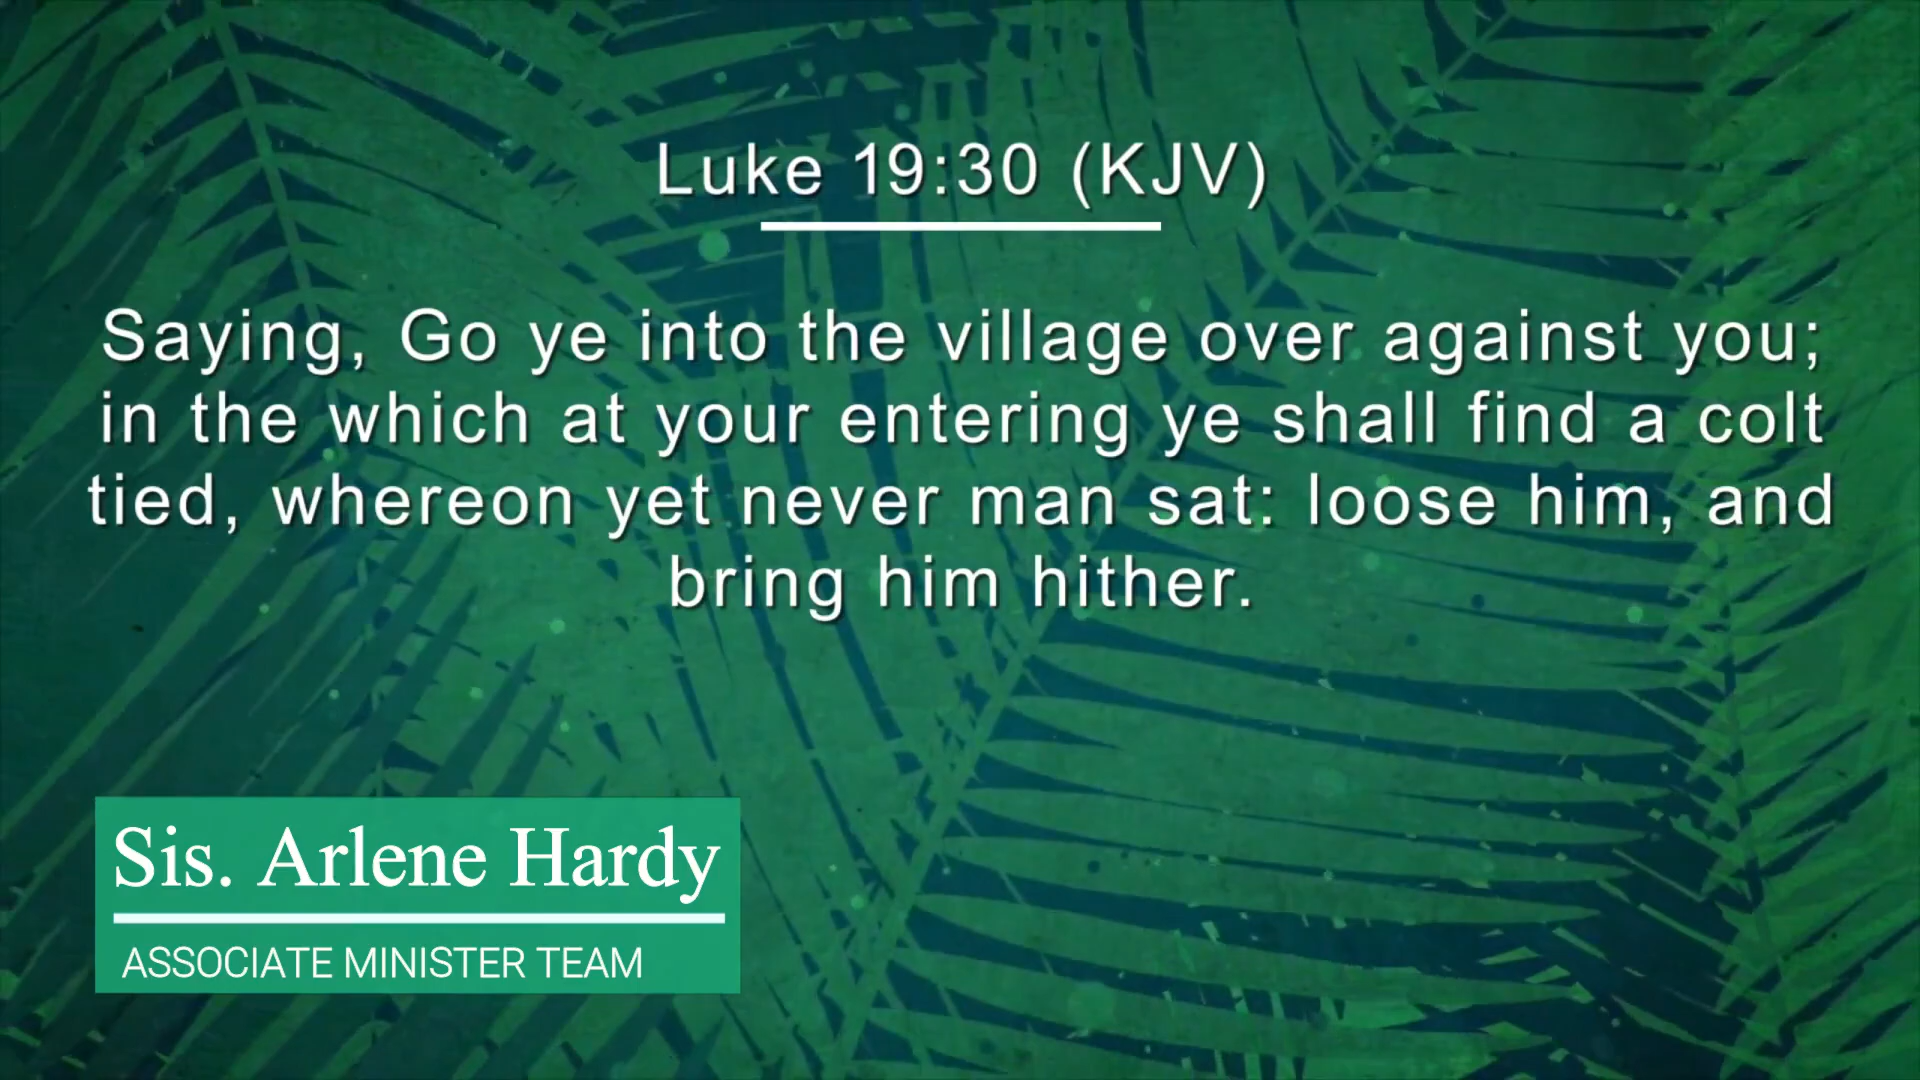 Luke 19:30 (KJV)
Saying, Go ye into the village over against you;
in the which at your entering ye shall find a colt
tied, whereon yet never man sat: loose him, and
bring him hither.
Sis. Arlene Hardy
ASSOCIATE MINISTER TEAM